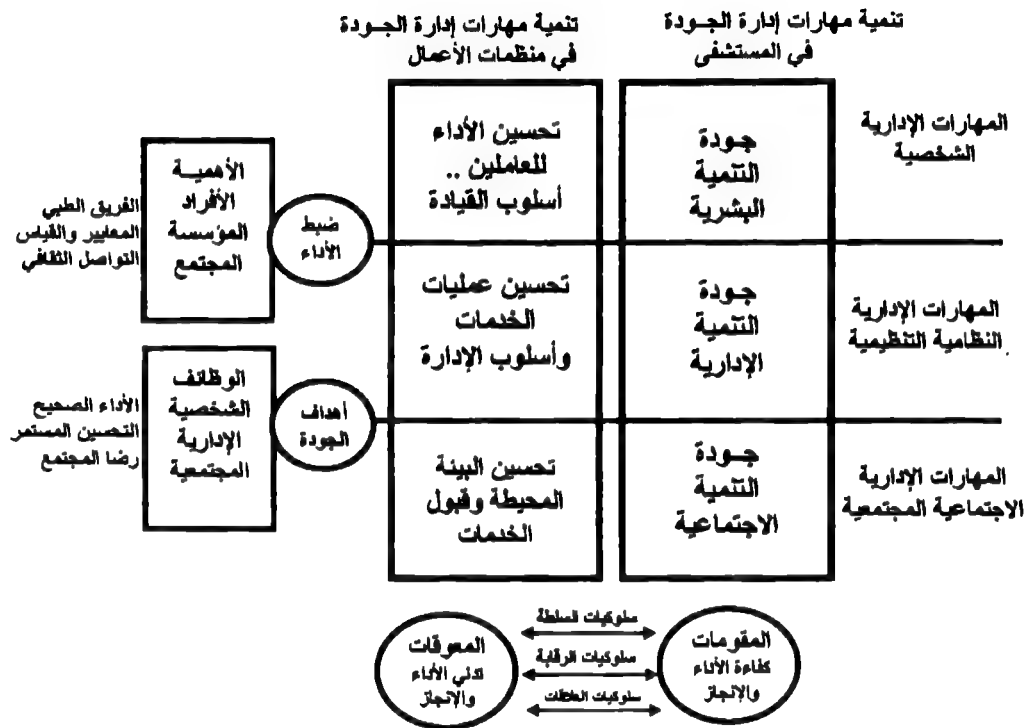 تنمية مهارات إدارة الجودة
في المستشفى
تنمية مهارات إدارة الجودة
في منظمات الأعمال
المهارات الإدارية
الشخصية
جودة
التنمية
البشرية
تحسين الأداء
للعاملين ..
أسلوب القيادة
ضبط
الأداء
الأهمية
الأفراد
المؤسسة
المجتمع
الفريق الطبي
المعايير والقياس
التواصل الثقافي
المهارات الإدارية
النظامية التنظيمية
جودة
التنمية
الإدارية
تحسين عمليات
الخدمات
وأسلوب الإدارة
أهداف
الجودة
الوظائف
الشخصية
الإدارية
المجتمعية
الأداء الصحيح
التحسين المستمر
رضا المجتمع
المهارات الإدارية
الاجتماعية المجتمعية
جودة
التنمية
الاجتماعية
تحسين البيئة
المحيطة وقبول
الخدمات
المقومات
كفاءة الأداء
والإنجاز
سلوكيات السلطة
سلوكيات الرقابة
سلوكيات العلاقات
المعوقات
تدني الأداء
والإنجاز